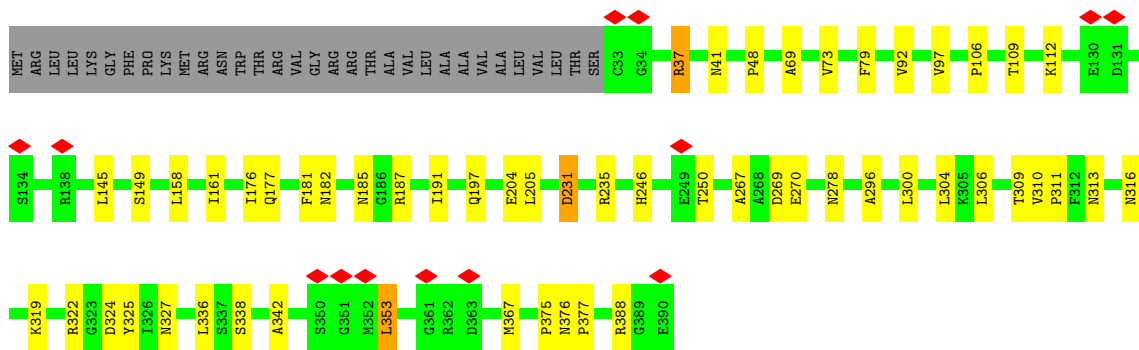 MET ARG LEU LEU LYS GLY PHE PRO LYS MET ARG ASN TRP THR ARG VAL GLY ARG ARG THR ALA VAL LEU ALA ALA VAL ALA LEU VAL LEU THR SER C33 G34 R37 N41 P48 A69 V73 F79 V92 V97 P106 T109 K112 E130 D131
S134 R138 L145 S149 L158 I161 I176 Q177 F181 N182 N185 G186 R187 I191 Q197 E204 L205 D231 R235 H246 E249 T250 A267 A268 D269 E270 N278 A296 L300 L304 K305 L306 T309 V310 P311 F312 N313 N316
K319 R322 G323 D324 Y325 I326 N327 L336 S337 S338 A342 S350 G351 M352 L353 G361 R362 D363 M367 P375 N376 P377 R388 G389 E390